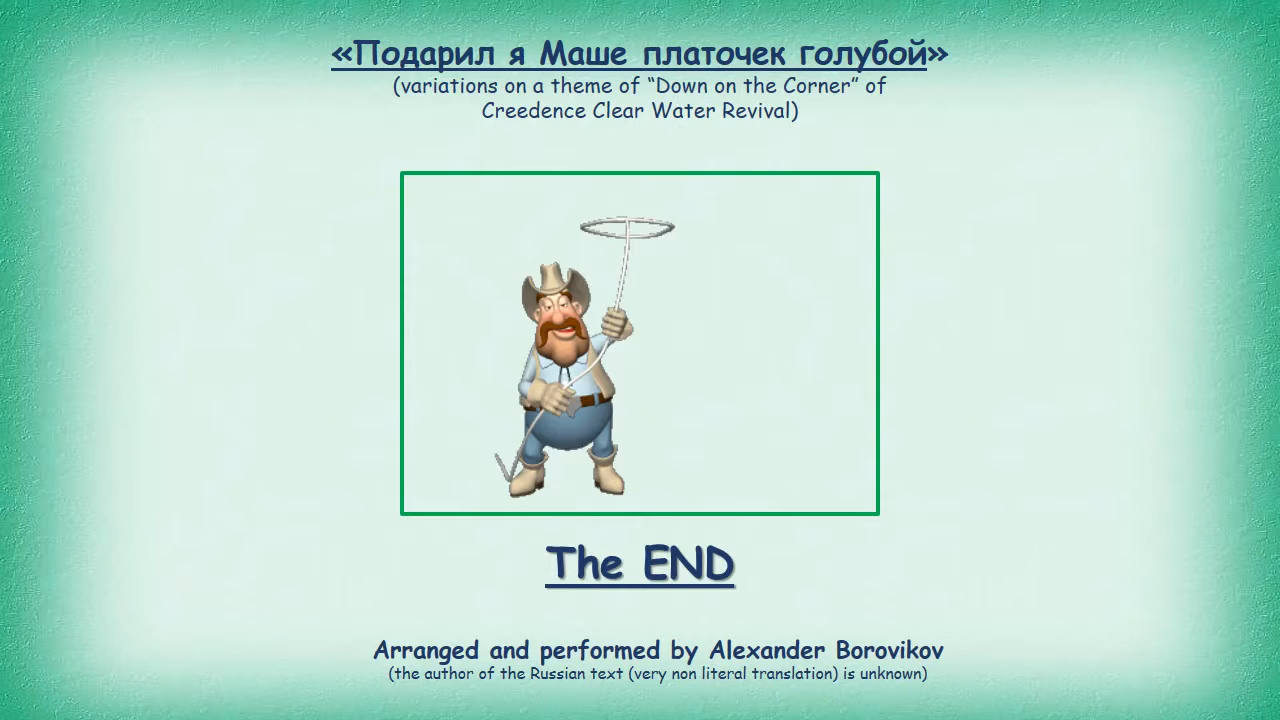 «Подарил я Маше платочек голубой»
(variations on a theme of “Down on the Corner” of
Creedence Clear Water Revival)
The END
Arranged and performed by Alexander Borovikov
(the author of the Russian text (very non literal translation) is unknown)